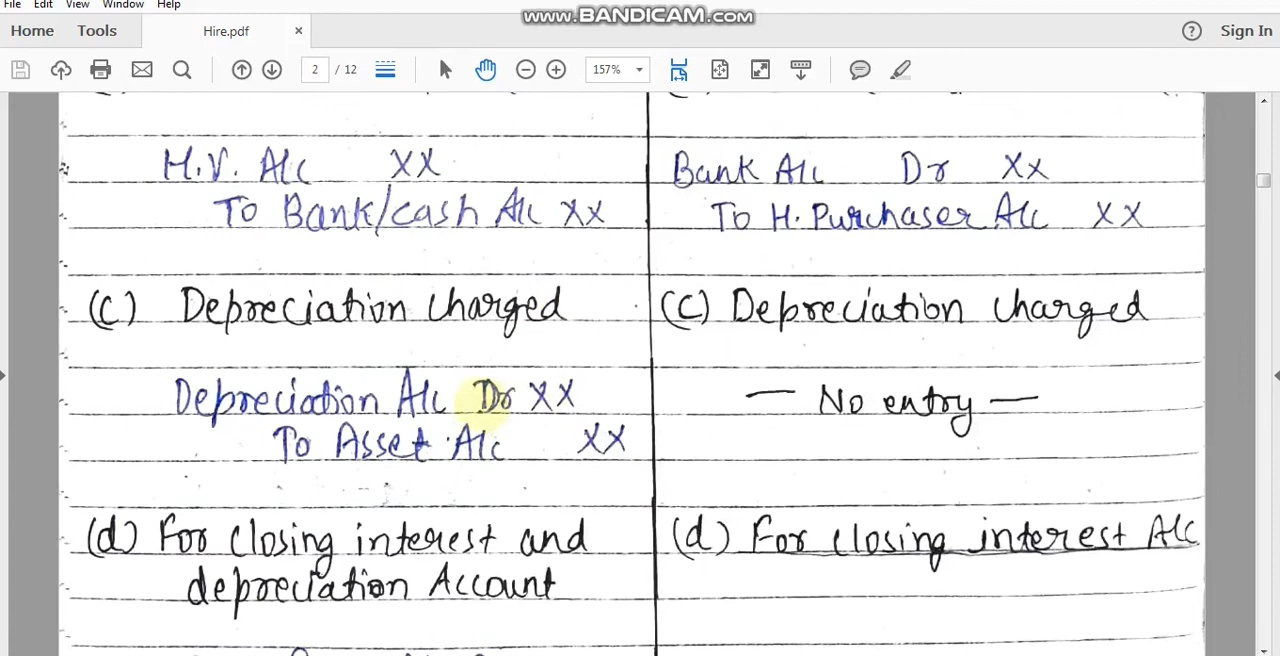 File Edit View Window Help
www.BANDICAM.com
Home Tools Hire.pdf × Sign In
2 / 12 157%
H.V. A/c XX
To Bank/cash A/c XX
Bank A/c Dr XX
To H. Purchaser A/c XX
(C) Depreciation charged
(C) Depreciation charged
Depreciation A/c Dr XX
To Asset A/c XX
— No entry —
(d) For closing interest and
depreciation Account
(d) For closing interest A/c